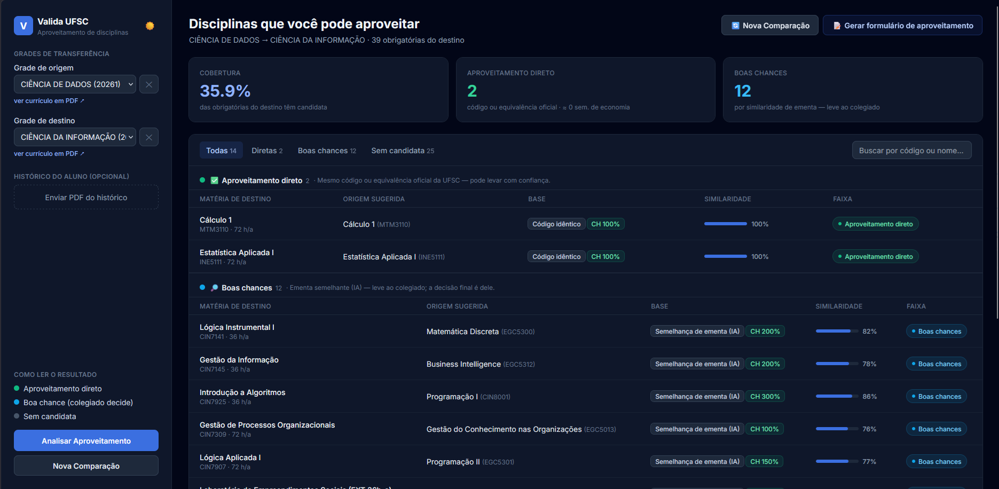 V
Valida UFSC
Aproveitamento de disciplinas
GRADES DE TRANSFERÊNCIA
Grade de origem
CIÊNCIA DE DADOS (20261)
ver currículo em PDF ↗
Grade de destino
CIÊNCIA DA INFORMAÇÃO (2
ver currículo em PDF ↗
HISTÓRICO DO ALUNO (OPCIONAL)
Enviar PDF do histórico
COMO LER O RESULTADO
Aproveitamento direto
Boa chance (colegiado decide)
Sem candidata
Analisar Aproveitamento
Nova Comparação
Disciplinas que você pode aproveitar
CIÊNCIA DE DADOS → CIÊNCIA DA INFORMAÇÃO · 39 obrigatórias do destino
Nova Comparação
Gerar formulário de aproveitamento
COBERTURA
35.9%
das obrigatórias do destino têm candidata
APROVEITAMENTO DIRETO
2
código ou equivalência oficial · ≈ 0 sem. de economia
BOAS CHANCES
12
por similaridade de ementa — leve ao colegiado
Todas 14 Diretas 2 Boas chances 12 Sem candidata 25
Buscar por código ou nome...
Aproveitamento direto 2 · Mesmo código ou equivalência oficial da UFSC — pode levar com confiança.
MATÉRIA DE DESTINO ORIGEM SUGERIDA BASE SIMILARIDADE FAIXA
Cálculo 1
MTM3110 · 72 h/a
Cálculo 1 (MTM3110) Código idêntico CH 100% 100% Aproveitamento direto
Estatística Aplicada I
INE5111 · 72 h/a
Estatística Aplicada I (INE5111) Código idêntico CH 100% 100% Aproveitamento direto
Boas chances 12 · Ementa semelhante (IA) — leve ao colegiado; a decisão final é dele.
MATÉRIA DE DESTINO ORIGEM SUGERIDA BASE SIMILARIDADE FAIXA
Lógica Instrumental I
CIN7141 · 36 h/a
Matemática Discreta (EGC5300) Semelhança de ementa (IA) CH 200% 82% Boas chances
Gestão da Informação
CIN7145 · 36 h/a
Business Intelligence (EGC5312) Semelhança de ementa (IA) CH 200% 78% Boas chances
Introdução a Algoritmos
CIN7925 · 36 h/a
Programação I (CIN8001) Semelhança de ementa (IA) CH 300% 86% Boas chances
Gestão de Processos Organizacionais
CIN7309 · 72 h/a
Gestão do Conhecimento nas Organizações (EGC5013) Semelhança de ementa (IA) CH 100% 76% Boas chances
Lógica Aplicada I
CIN7907 · 72 h/a
Programação II (EGC5301) Semelhança de ementa (IA) CH 150% 77% Boas chances